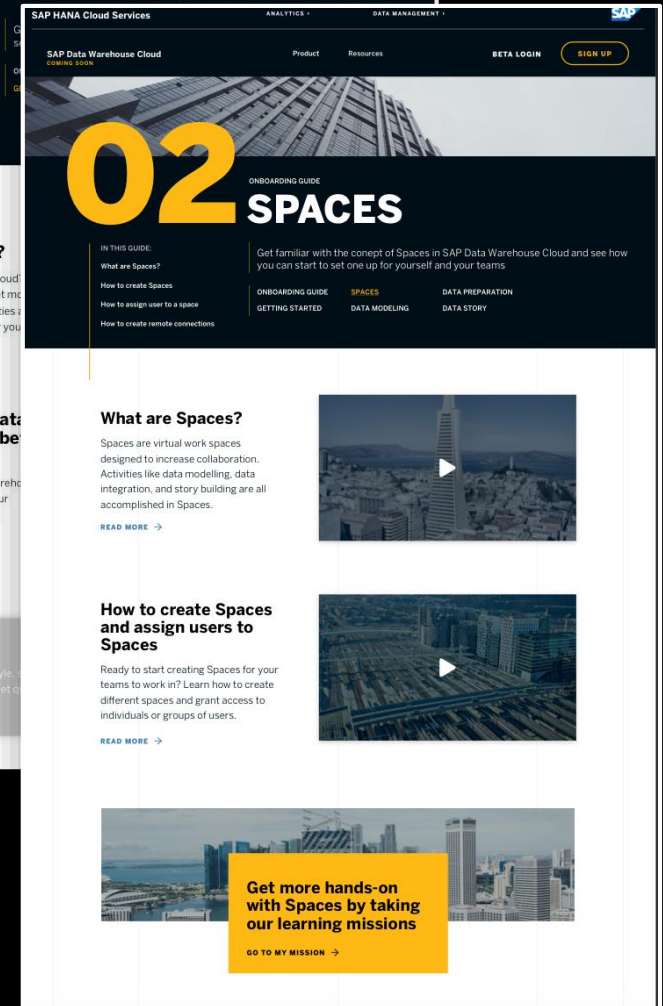 SAP HANA Cloud Services
ANALYTICS
DATA MANAGEMENT
SAP
SAP Data Warehouse Cloud
COMING SOON
Product
Resources
BETA LOGIN
SIGN UP
02
ONBOARDING GUIDE
SPACES
IN THIS GUIDE:
What are Spaces?
How to create Spaces
How to assign user to a space
How to create remote connections
Get familiar with the conept of Spaces in SAP Data Warehouse Cloud and see how
you can start to set one up for yourself and your teams
ONBOARDING GUIDE
SPACES
DATA PREPARATION
GETTING STARTED
DATA MODELING
DATA STORY
What are Spaces?
Spaces are virtual work spaces
designed to increase collaboration.
Activities like data modelling, data
integration, and story building are all
accomplished in Spaces.
READ MORE →
How to create Spaces
and assign users to
Spaces
Ready to start creating Spaces for your
teams to work in? Learn how to create
different spaces and grant access to
individuals or groups of users.
READ MORE →
Get more hands-on
with Spaces by taking
our learning missions
GO TO MY MISSION →